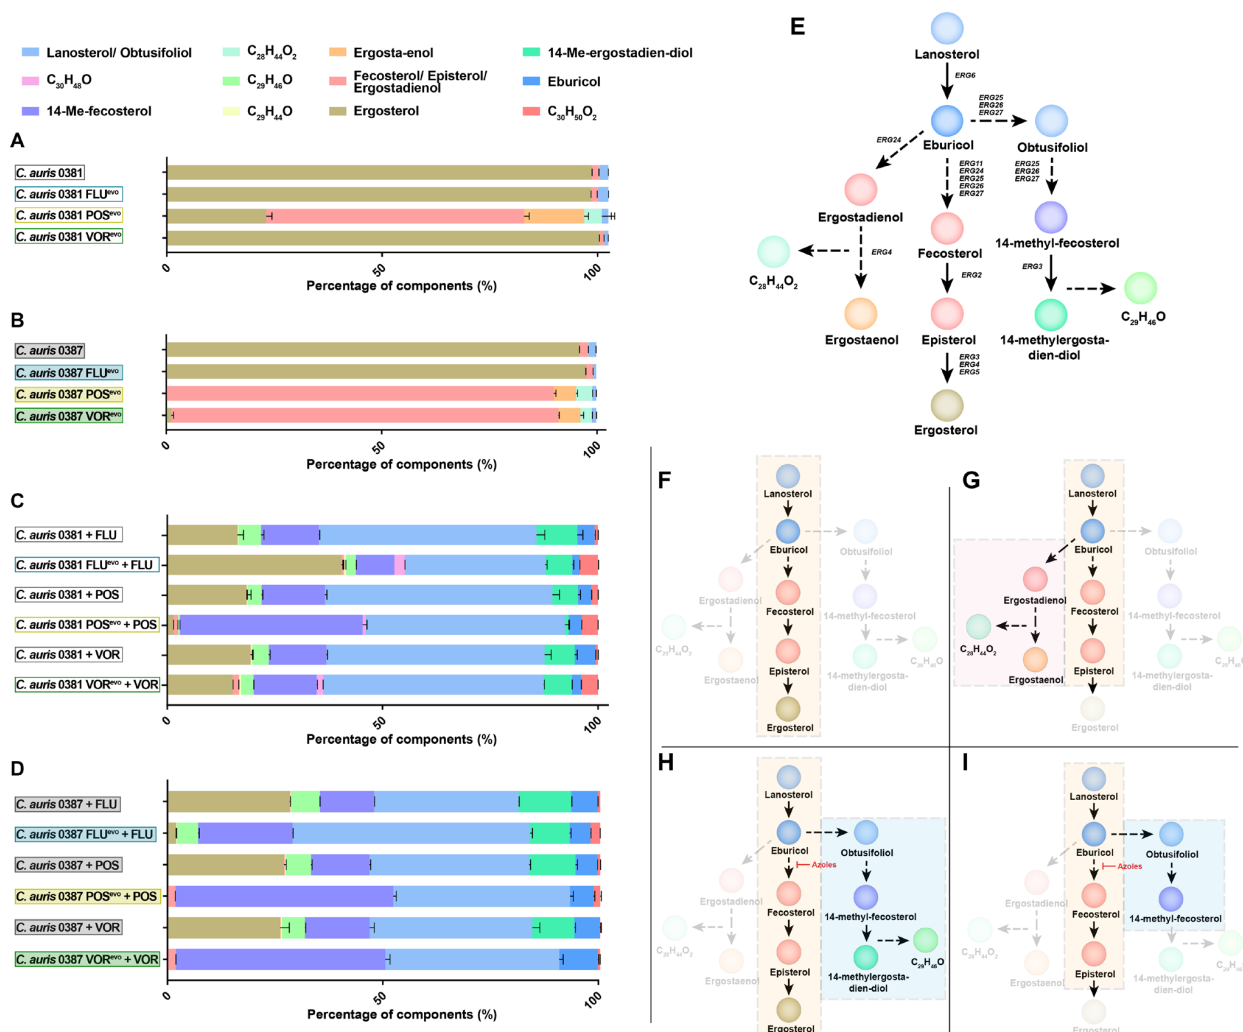 Lanosterol/ Obtusifoliol
C₃₀H₄₈O
14-Me-fecosterol
C₂₈H₄₄O₂
C₂₉H₄₆O
C₂₉H₄₄O
Ergosta-enol
Fecosterol/ Episterol/
Ergostadienol
Ergosterol
14-Me-ergostadien-diol
Eburicol
C₃₀H₅₀O₂
A
C. auris 0381
C. auris 0381 FLUᵉᵛᵒ
C. auris 0381 POSᵉᵛᵒ
C. auris 0381 VORᵉᵛᵒ
0
50
100
Percentage of components (%)
B
C. auris 0387
C. auris 0387 FLUᵉᵛᵒ
C. auris 0387 POSᵉᵛᵒ
C. auris 0387 VORᵉᵛᵒ
0
50
100
Percentage of components (%)
C
C. auris 0381 + FLU
C. auris 0381 FLUᵉᵛᵒ + FLU
C. auris 0381 + POS
C. auris 0381 POSᵉᵛᵒ + POS
C. auris 0381 + VOR
C. auris 0381 VORᵉᵛᵒ + VOR
0
50
100
Percentage of components (%)
D
C. auris 0387 + FLU
C. auris 0387 FLUᵉᵛᵒ + FLU
C. auris 0387 + POS
C. auris 0387 POSᵉᵛᵒ + POS
C. auris 0387 + VOR
C. auris 0387 VORᵉᵛᵒ + VOR
0
50
100
Percentage of components (%)
E
Lanosterol
ERG6
ERG25
ERG26
ERG27
ERG24
Eburicol
Obtusifoliol
ERG11
ERG24
ERG25
ERG26
ERG27
ERG25
ERG26
ERG27
Ergostadienol
Fecosterol
14-methyl-fecosterol
ERG4
C₂₈H₄₄O₂
ERG2
ERG3
C₂₉H₄₆O
Ergostaenol
Episterol
14-methylergosta-
dien-diol
ERG3
ERG4
ERG5
Ergosterol
F
Lanosterol
Eburicol
Obtusifoliol
Ergostadienol
Fecosterol
14-methyl-fecosterol
C₂₈H₄₄O₂
C₂₉H₄₆O
Ergostaenol
Episterol
14-methylergosta-
dien-diol
Ergosterol
G
Lanosterol
Eburicol
Obtusifoliol
Ergostadienol
Fecosterol
14-methyl-fecosterol
C₂₈H₄₄O₂
C₂₉H₄₆O
Ergostaenol
Episterol
14-methylergosta-
dien-diol
Ergosterol
H
Lanosterol
Eburicol
Obtusifoliol
Azoles
Ergostadienol
Fecosterol
14-methyl-fecosterol
C₂₈H₄₄O₂
C₂₉H₄₆O
Ergostaenol
Episterol
14-methylergosta-
dien-diol
Ergosterol
I
Lanosterol
Eburicol
Obtusifoliol
Azoles
Ergostadienol
Fecosterol
14-methyl-fecosterol
C₂₈H₄₄O₂
C₂₉H₄₆O
Ergostaenol
Episterol
14-methylergosta-
dien-diol
Ergosterol